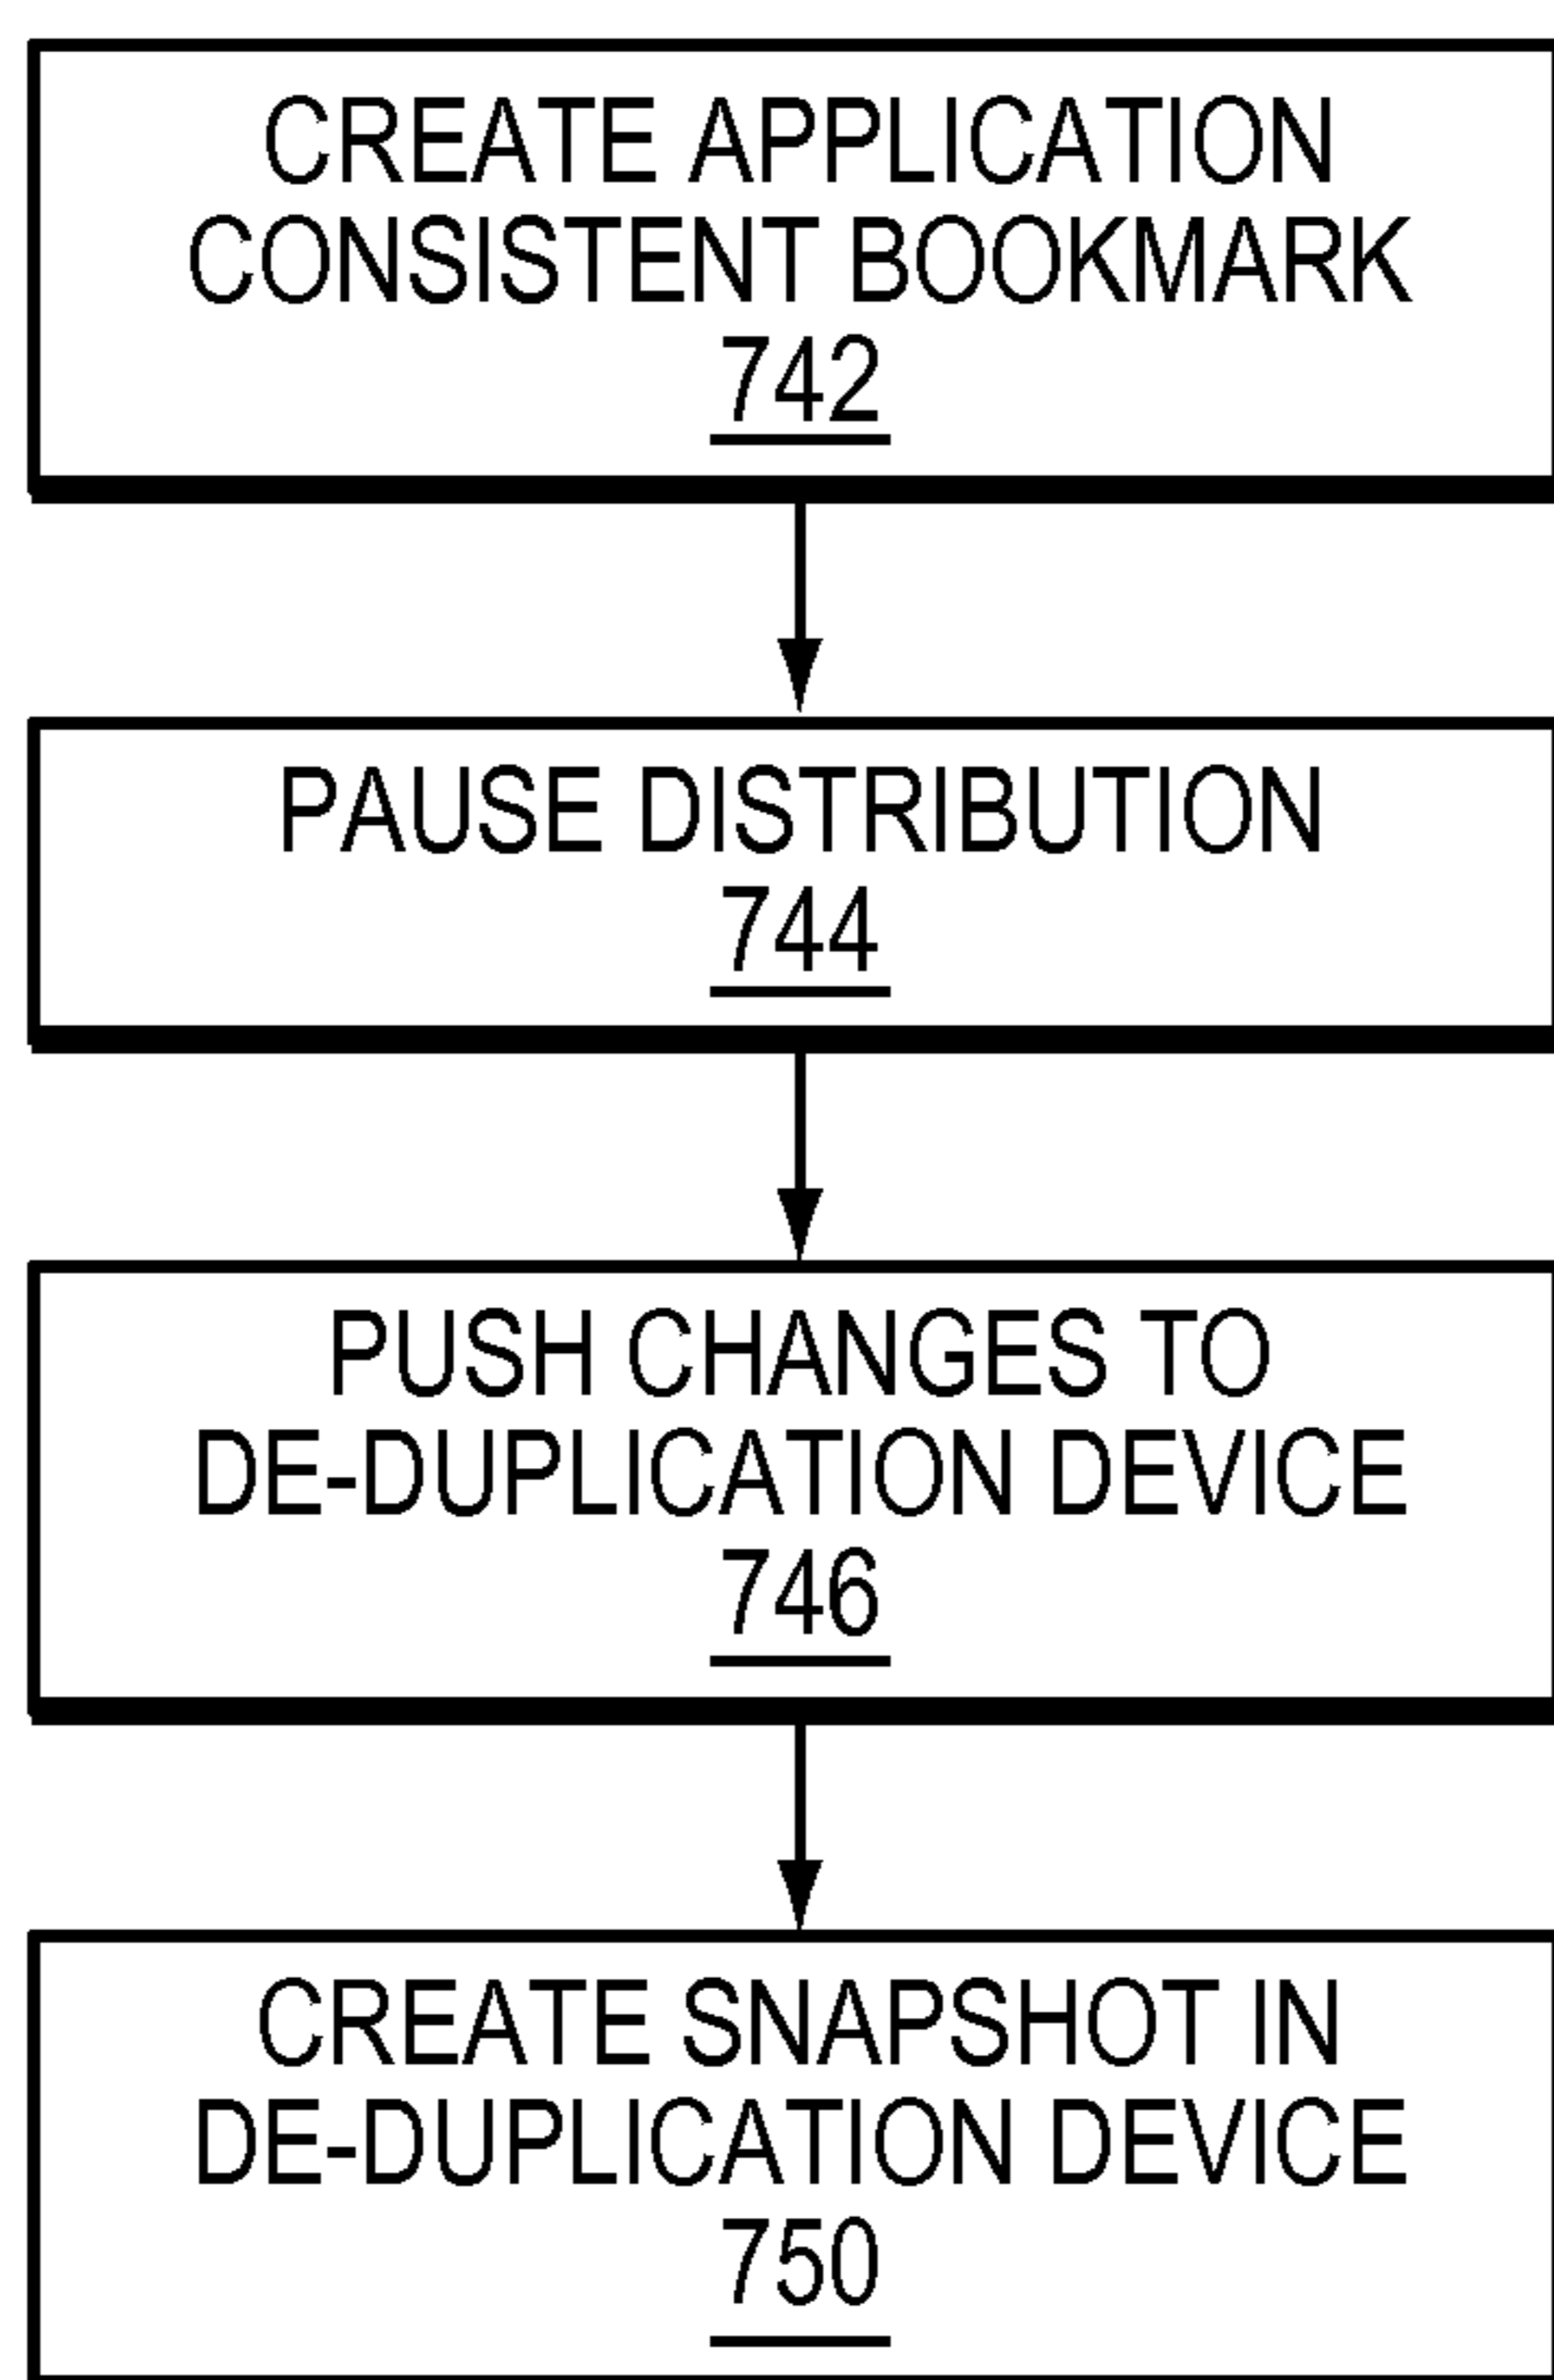 CREATE APPLICATION
CONSISTENT BOOKMARK
742
PAUSE DISTRIBUTION
744
PUSH CHANGES TO
DE-DUPLICATION DEVICE
746
CREATE SNAPSHOT IN
DE-DUPLICATION DEVICE
750